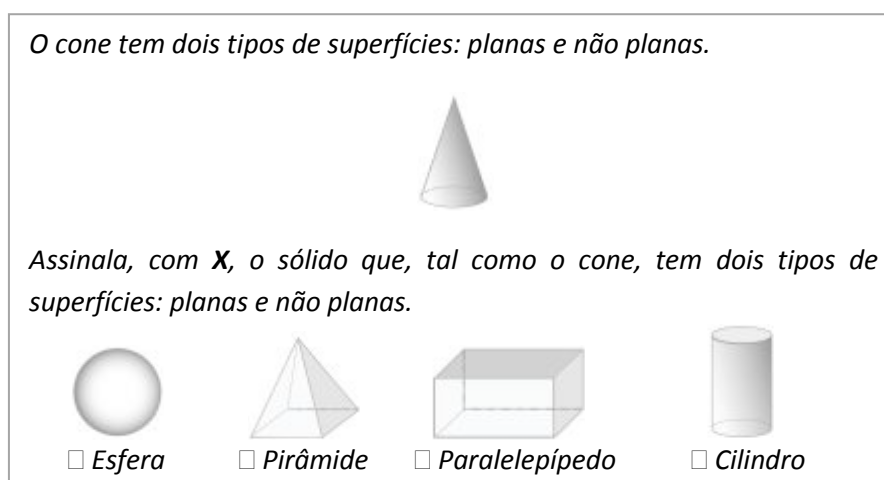 O cone tem dois tipos de superfícies: planas e não planas.
Assinala, com X, o sólido que, tal como o cone, tem dois tipos de
superfícies: planas e não planas.
□ Esfera □ Pirâmide □ Paralelepípedo □ Cilindro